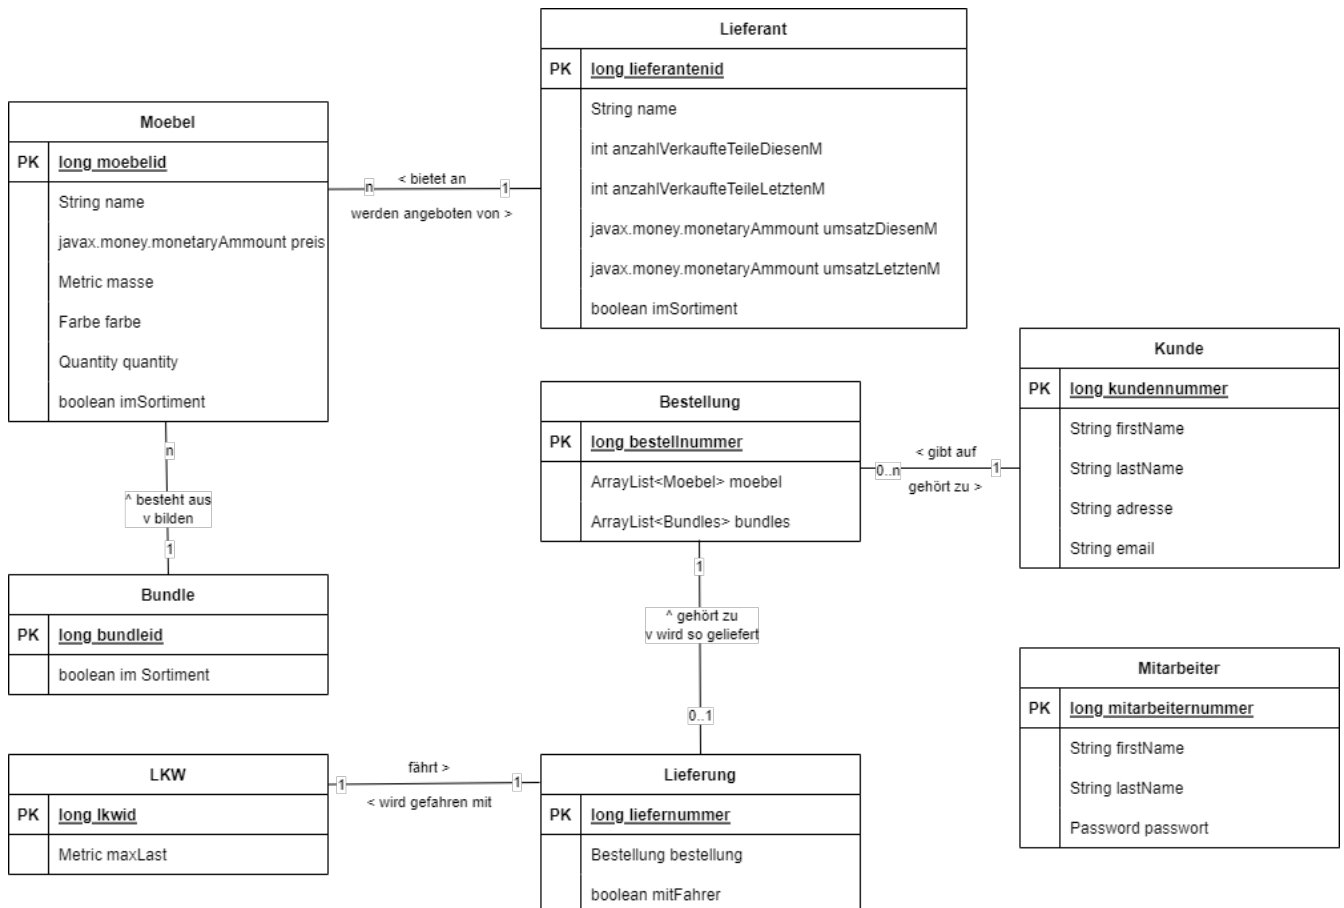 Lieferant
PK long lieferantenid
String name
int anzahlVerkaufteTeileDiesenM
int anzahlVerkaufteTeileLetztenM
javax.money.monetaryAmmount umsatzDiesenM
javax.money.monetaryAmmount umsatzLetztenM
boolean imSortiment
Moebel
PK long moebelid
String name
javax.money.monetaryAmmount preis
Metric masse
Farbe farbe
Quantity quantity
boolean imSortiment
< bietet an
n 1
werden angeboten von >
Kunde
PK long kundennummer
String firstName
String lastName
String adresse
String email
Bestellung
PK long bestellnummer
ArrayList<Moebel> moebel
ArrayList<Bundles> bundles
< gibt auf
0..n 1
gehört zu >
n
^ besteht aus
v bilden
1
Bundle
PK long bundleid
boolean im Sortiment
1
^ gehört zu
v wird so geliefert
0..1
Mitarbeiter
PK long mitarbeiternummer
String firstName
String lastName
Password passwort
LKW
PK long lkwid
Metric maxLast
fährt >
1 1
< wird gefahren mit
Lieferung
PK long liefernummer
Bestellung bestellung
boolean mitFahrer